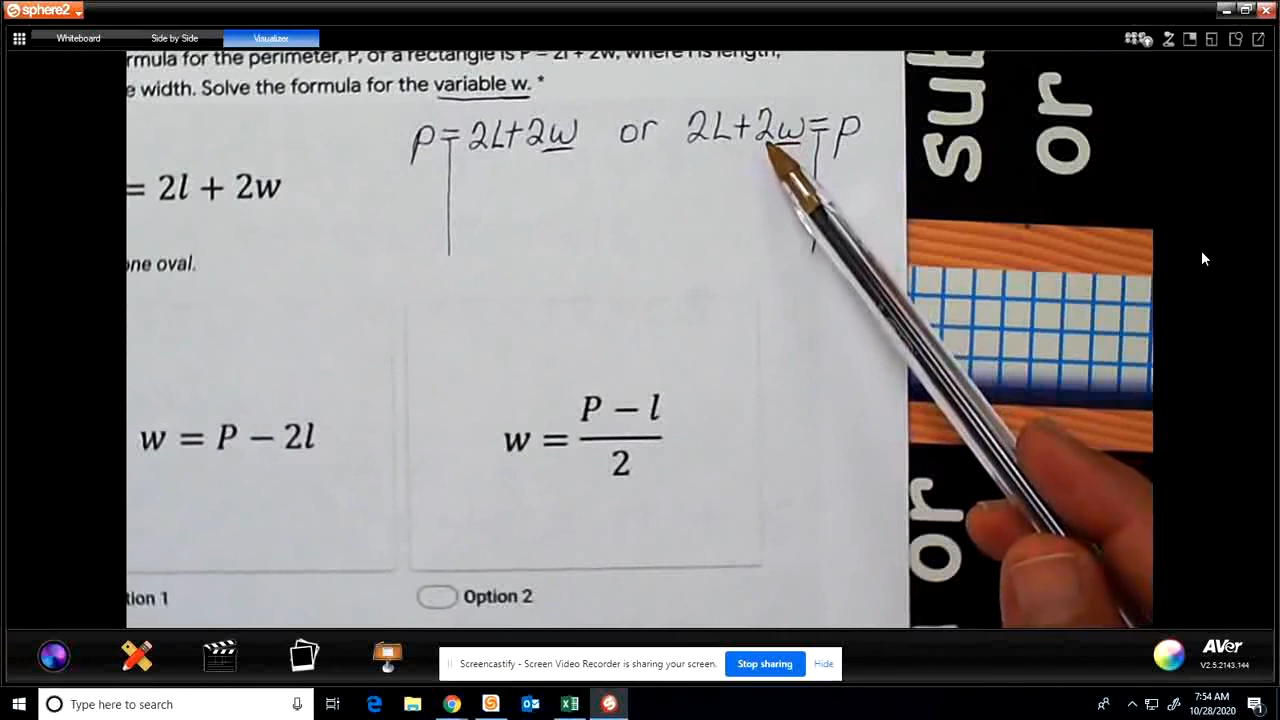 sphere2
Whiteboard Side by Side Visualizer
rmula for the perimeter, P, of a rectangle is P = 2l + 2w, where l is length,
e width. Solve the formula for the variable w. *
P=2L+2w or 2L+2w=P
= 2l + 2w
one oval.
w = P − 2l
w = P − l / 2
tion 1
Option 2
sul
or
or
AVer
V2.5.2143.144
Screencastify - Screen Video Recorder is sharing your screen. Stop sharing Hide
Type here to search
7:54 AM
10/28/2020